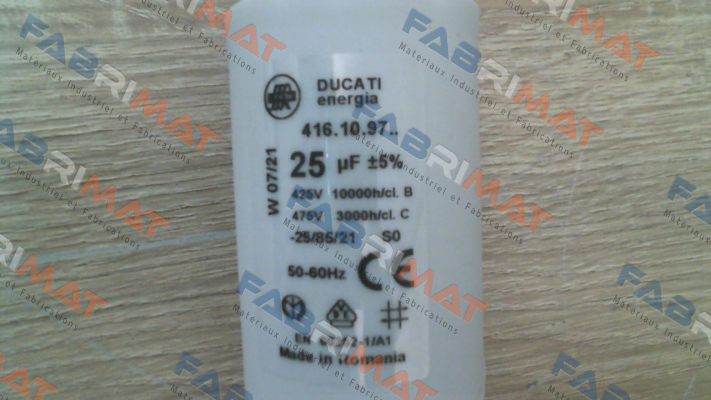 DUCATI
energia
416.10.97..
25 µF ±5%
425V 10000h/cl. B
475V 3000h/cl. C
-25/85/21 S0
50-60Hz CE
Made in Romania
W 07/21
FABRIMAT
Materiaux Industriel et Fabrications